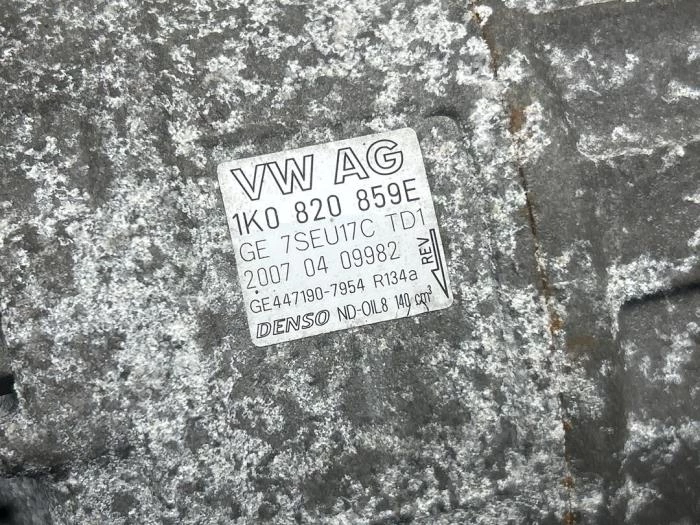 VW AG
1K0 820 859E
GE 7SEU17C TD1
2007 04 09982
GE447190-7954 R134a
DENSO ND-OIL8 140 cm³
REV